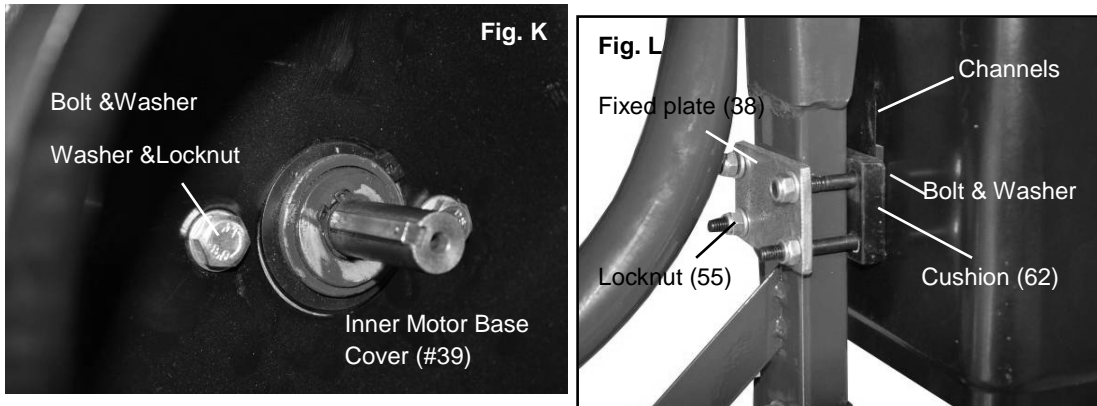 Fig. K
Bolt &Washer
Washer &Locknut
Inner Motor Base
Cover (#39)
Fig. L
Channels
Fixed plate (38)
Bolt & Washer
Locknut (55)
Cushion (62)